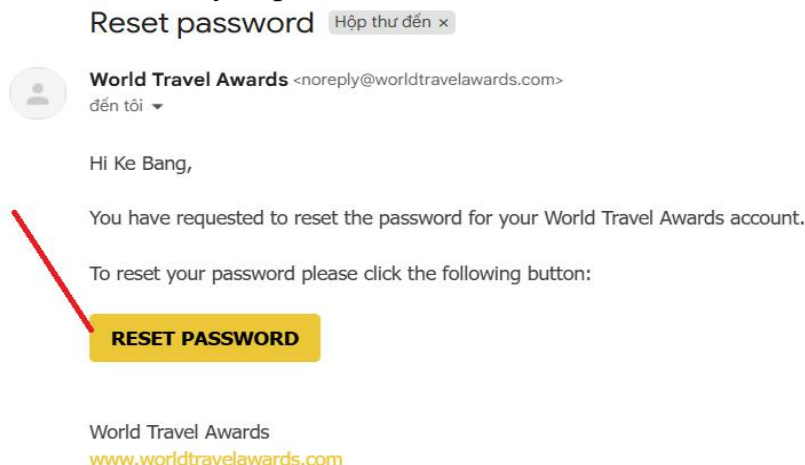 Reset password Hộp thư đến ×
World Travel Awards <noreply@worldtravelawards.com>
đến tôi
Hi Ke Bang,
You have requested to reset the password for your World Travel Awards account.
To reset your password please click the following button:
RESET PASSWORD
World Travel Awards
www.worldtravelawards.com